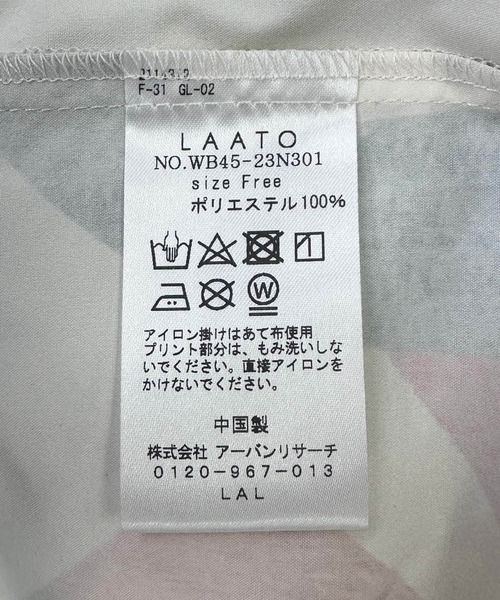 F-31 GL-02
LAATO
NO.WB45-23N301
size Free
ポリエステル100%
W
アイロン掛けはあて布使用
プリント部分は、もみ洗いしな
いでください。直接アイロンを
かけないでください。
中国製
株式会社 アーバンリサーチ
0120-967-013
LAL